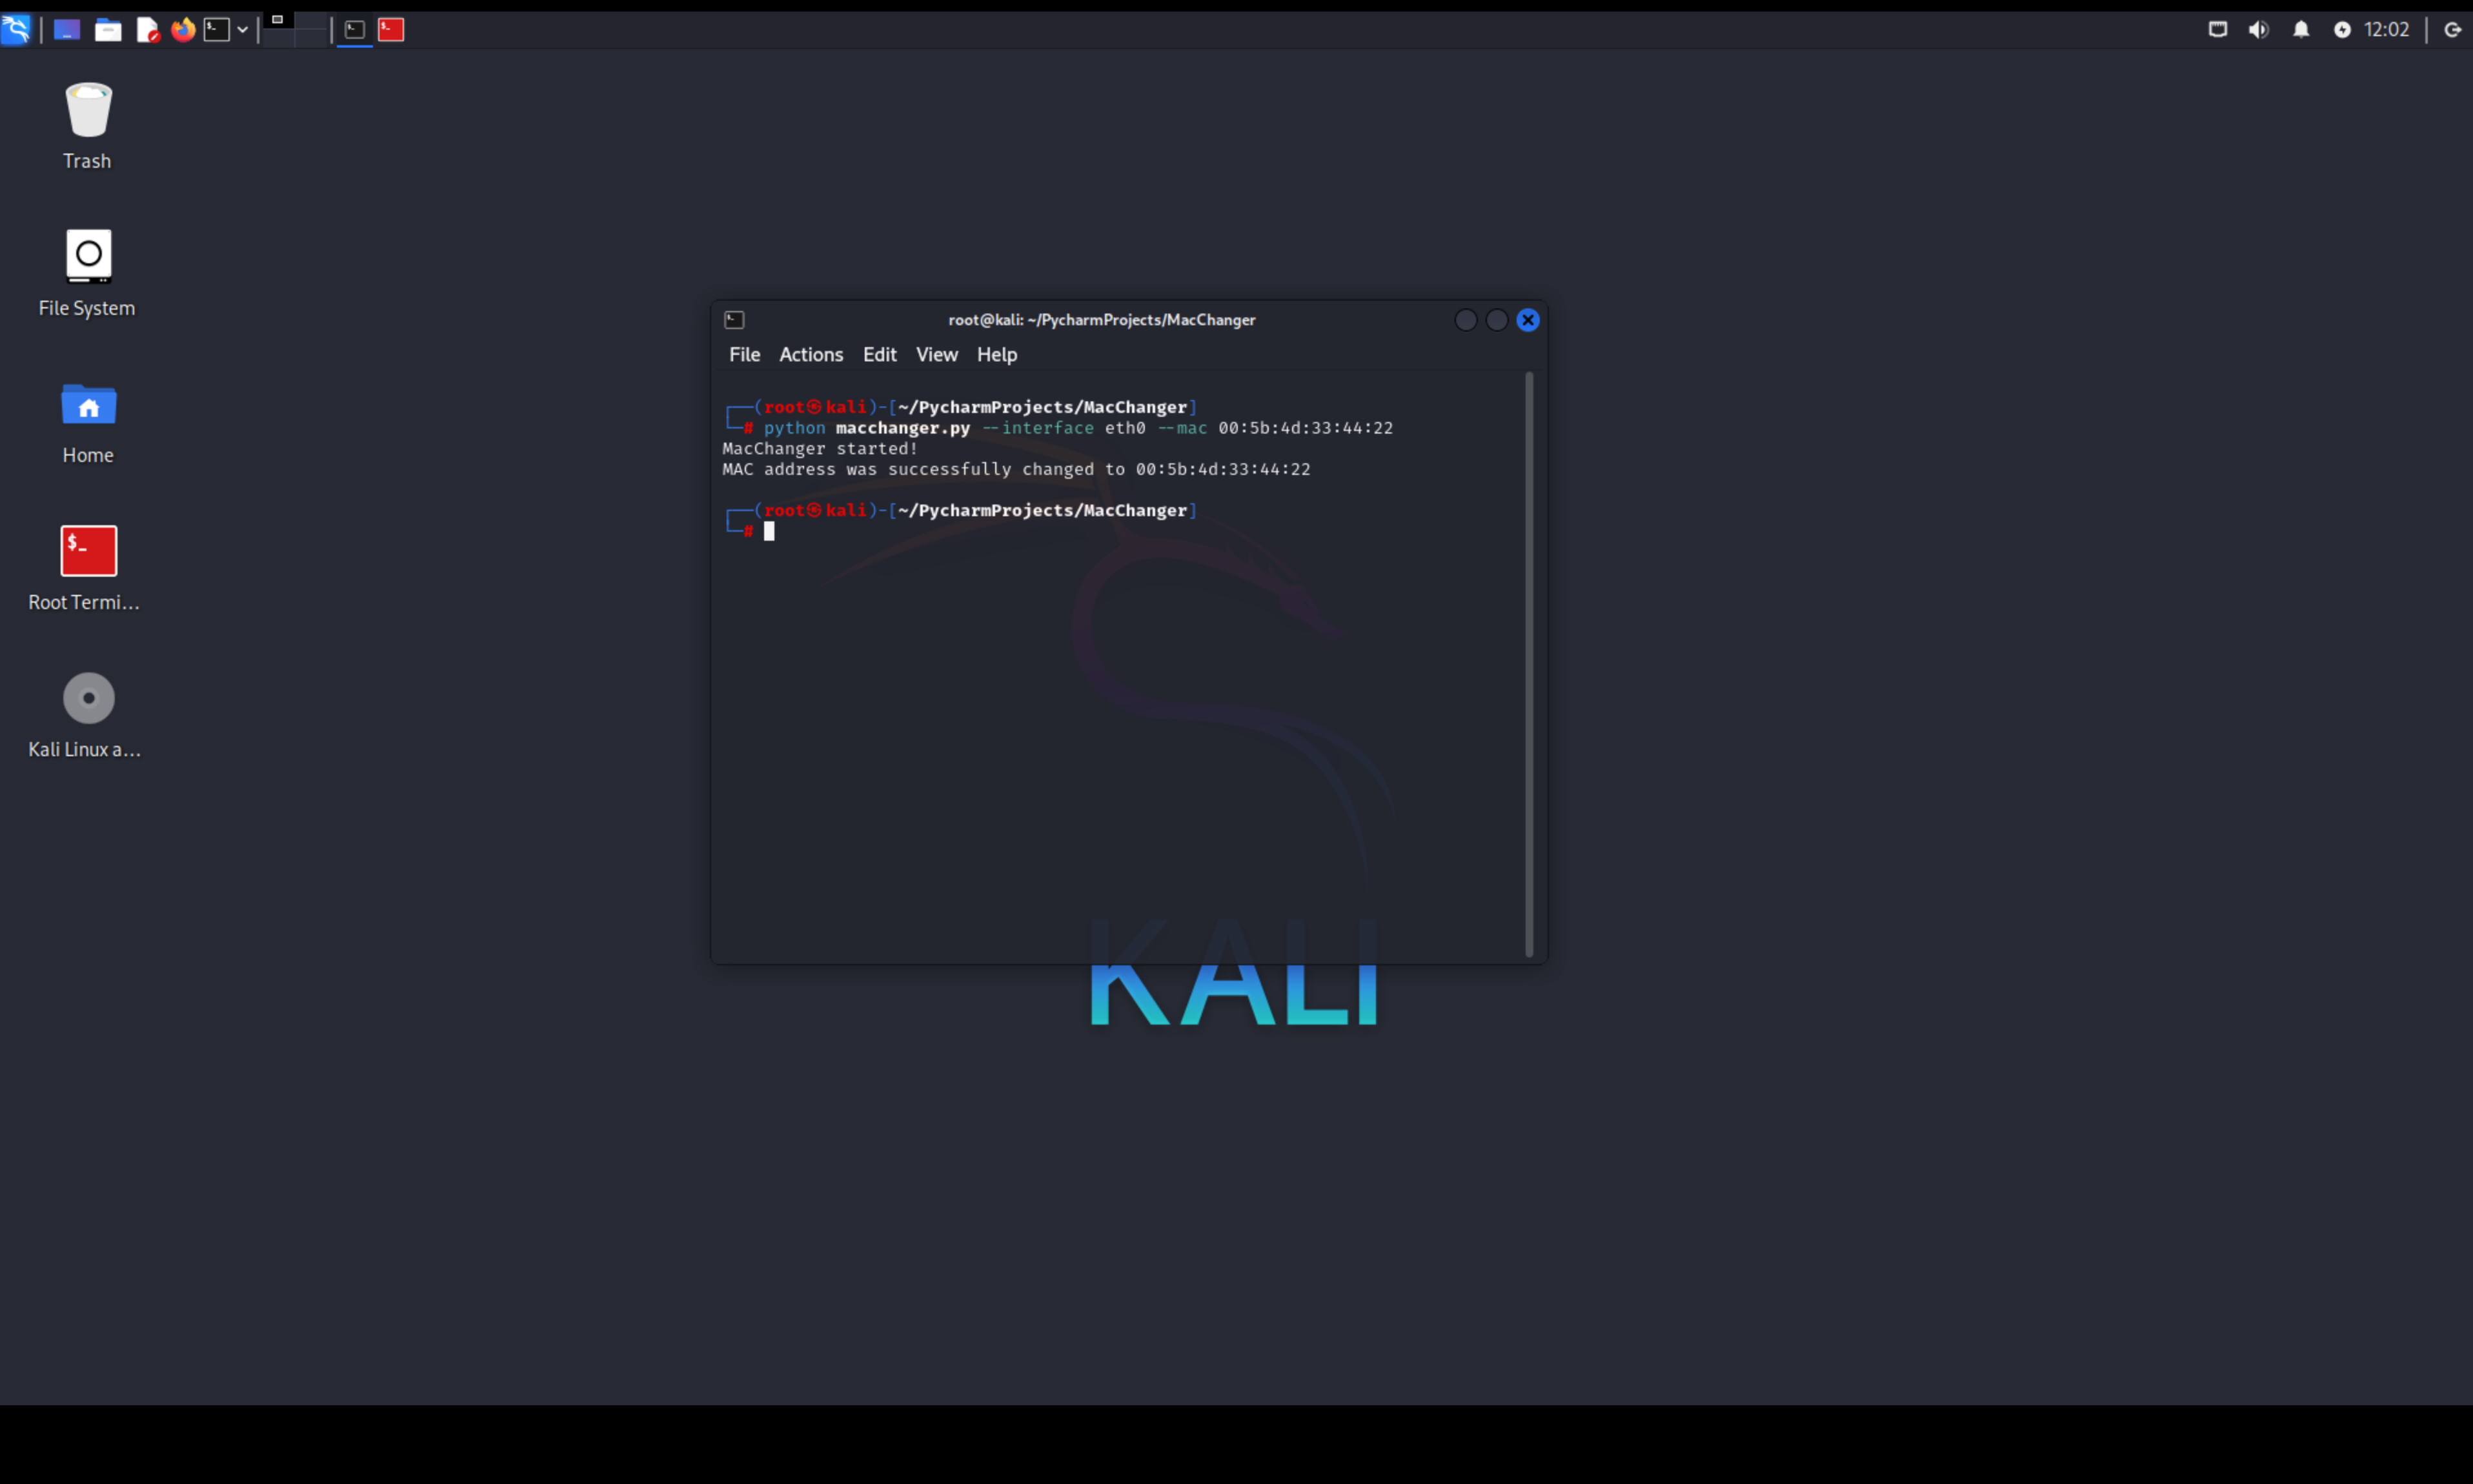 12:02
Trash
File System
Home
$_
Root Termi...
Kali Linux a...
root@kali: ~/PycharmProjects/MacChanger
File Actions Edit View Help
┌──(root㉿kali)-[~/PycharmProjects/MacChanger]
└─# python macchanger.py --interface eth0 --mac 00:5b:4d:33:44:22
MacChanger started!
MAC address was successfully changed to 00:5b:4d:33:44:22
┌──(root㉿kali)-[~/PycharmProjects/MacChanger]
└─#
KALI